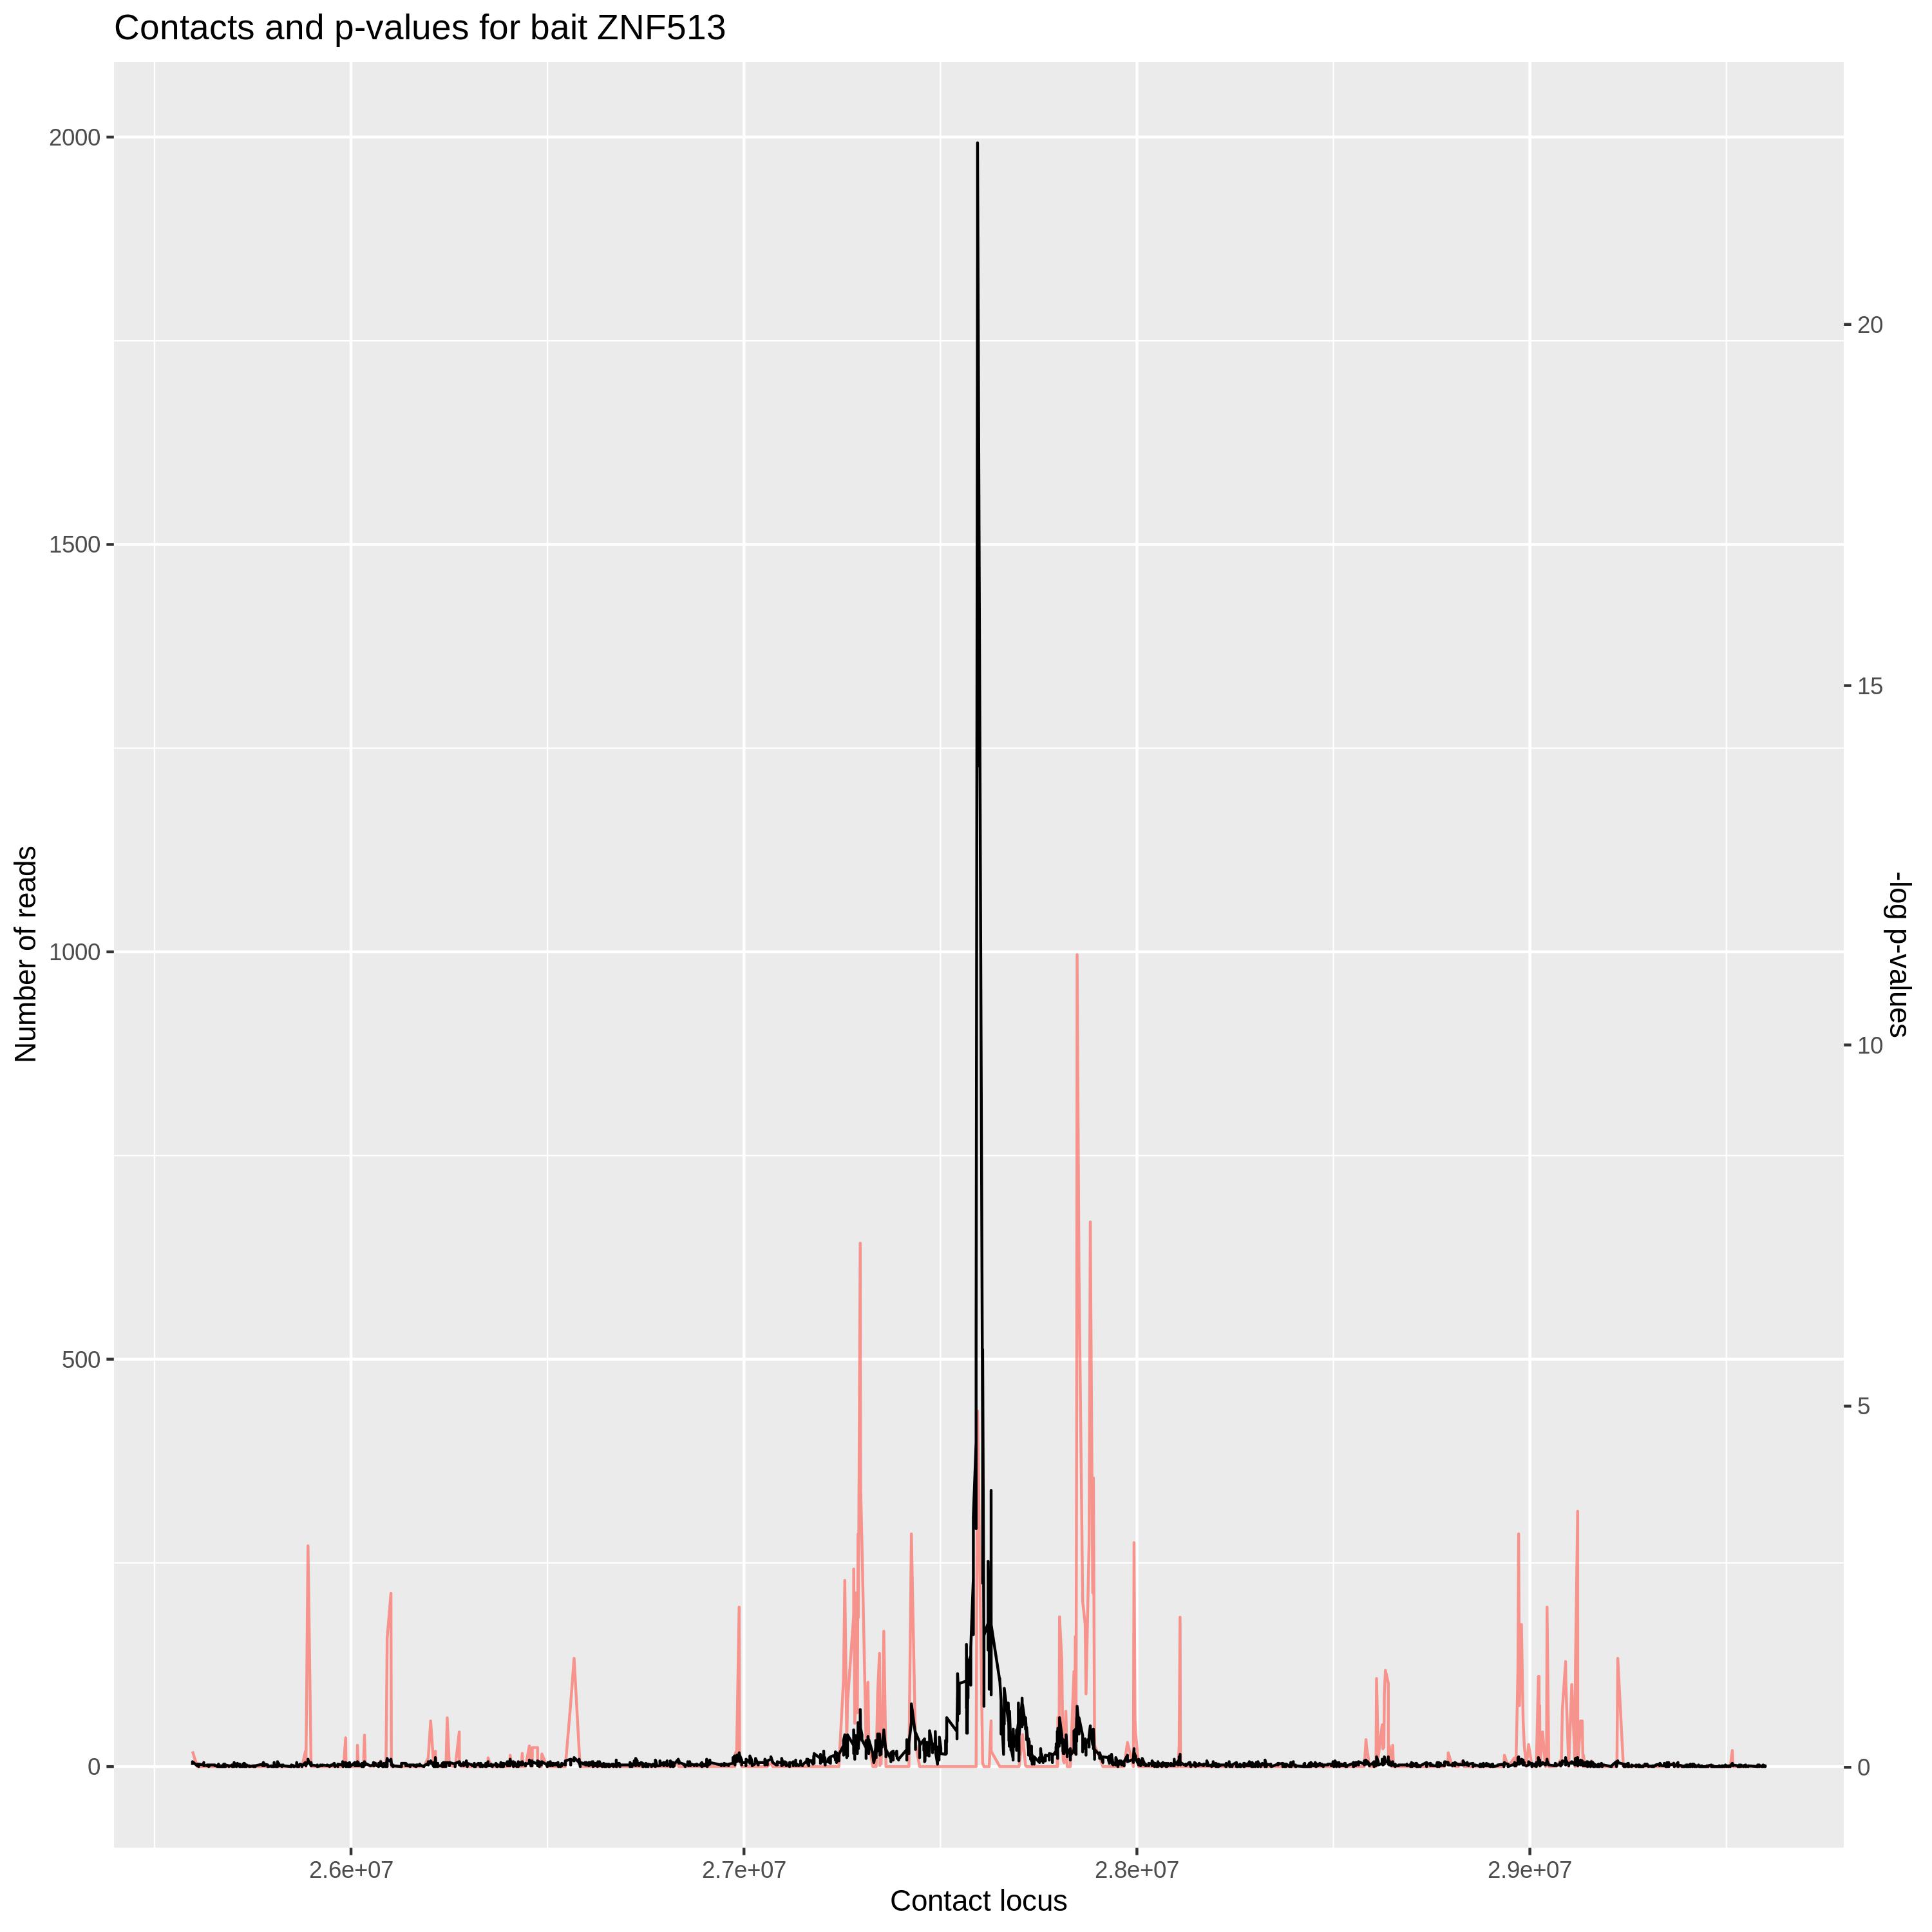 Contacts and p-values for bait ZNF513
2000
1500
1000
500
0
Number of reads
20
15
10
5
0
-log p-values
2.6e+07
2.7e+07
2.8e+07
2.9e+07
Contact locus